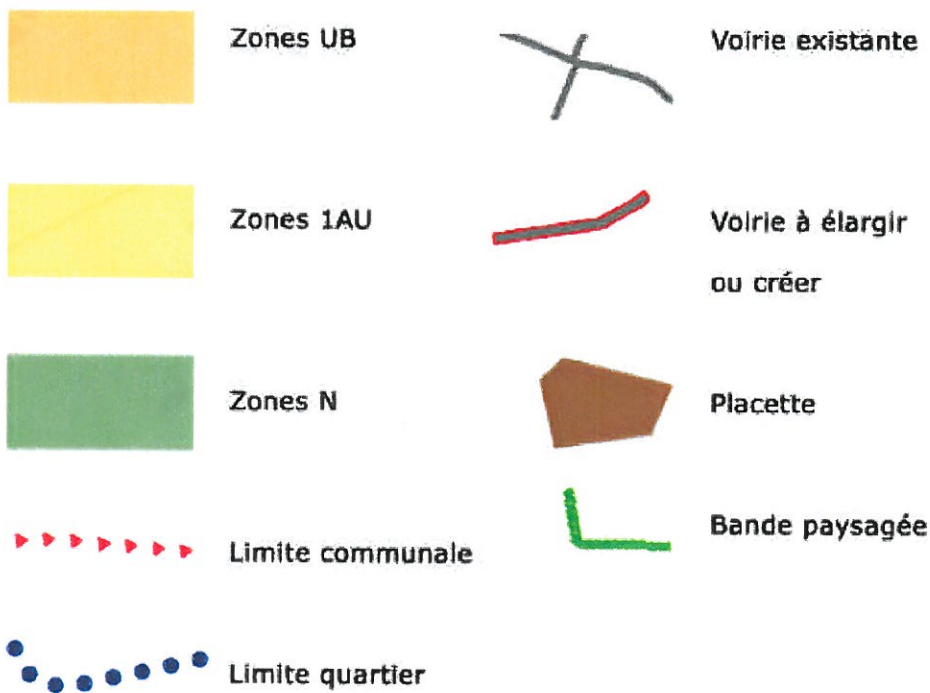 Zones UB
Zones 1AU
Zones N
Limite communale
Limite quartier
Voirie existante
Voirie à élargir
ou créer
Placette
Bande paysagée